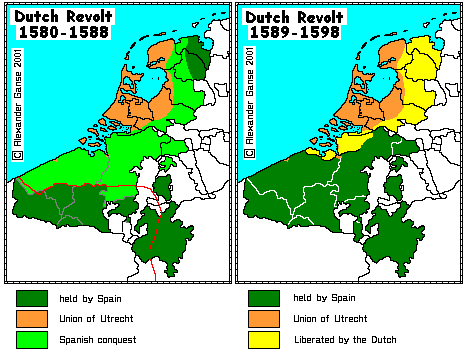 Dutch Revolt
1580-1588
© Alexander Ganse 2001
held by Spain
Union of Utrecht
Spanish conquest
Dutch Revolt
1589-1598
© Alexander Ganse 2001
held by Spain
Union of Utrecht
Liberated by the Dutch